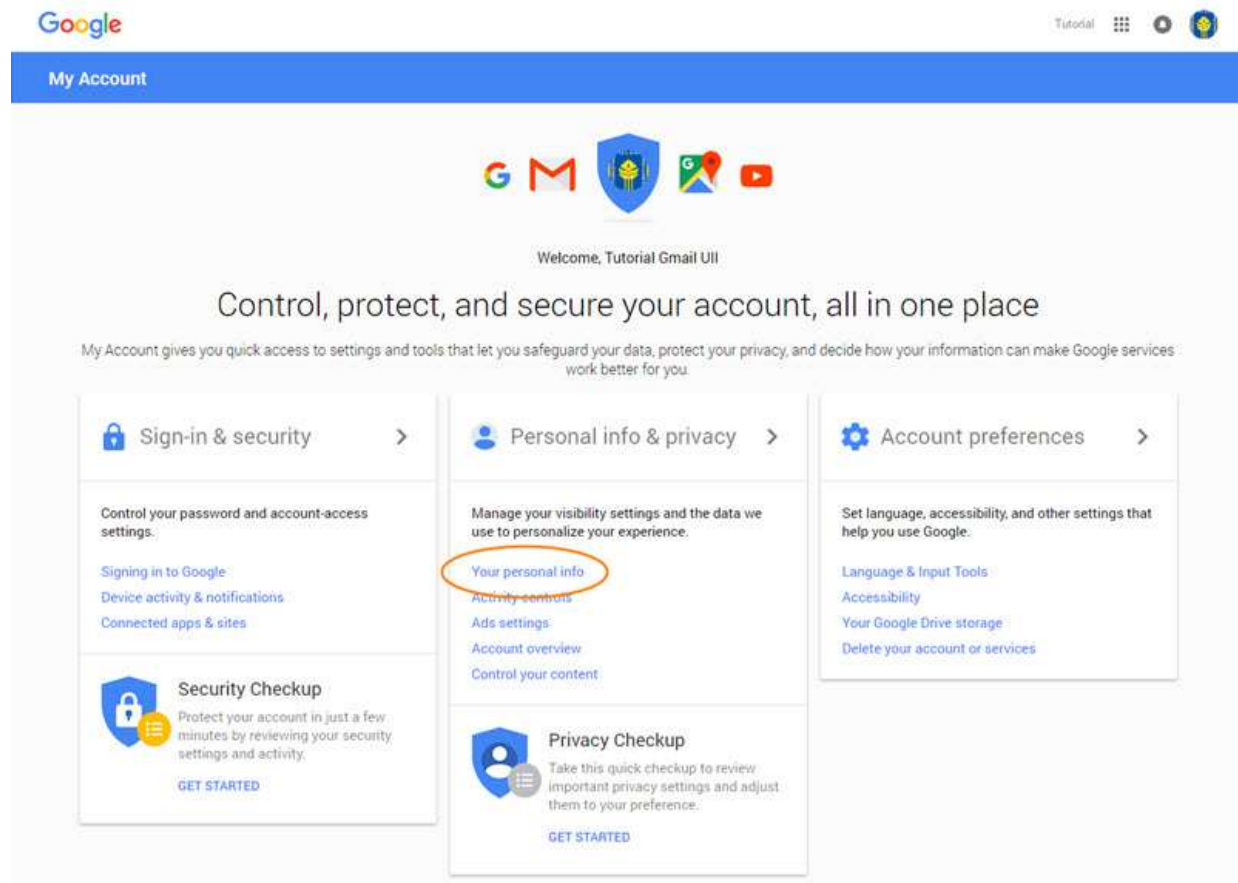 Google
Tutorial
My Account
Welcome, Tutorial Gmail UII
Control, protect, and secure your account, all in one place
My Account gives you quick access to settings and tools that let you safeguard your data, protect your privacy, and decide how your information can make Google services
work better for you.
Sign-in & security
Control your password and account-access
settings.
Signing in to Google
Device activity & notifications
Connected apps & sites
Security Checkup
Protect your account in just a few
minutes by reviewing your security
settings and activity.
GET STARTED
Personal info & privacy
Manage your visibility settings and the data we
use to personalize your experience.
Your personal info
Activity controls
Ads settings
Account overview
Control your content
Privacy Checkup
Take this quick checkup to review
important privacy settings and adjust
them to your preference.
GET STARTED
Account preferences
Set language, accessibility, and other settings that
help you use Google.
Language & Input Tools
Accessibility
Your Google Drive storage
Delete your account or services